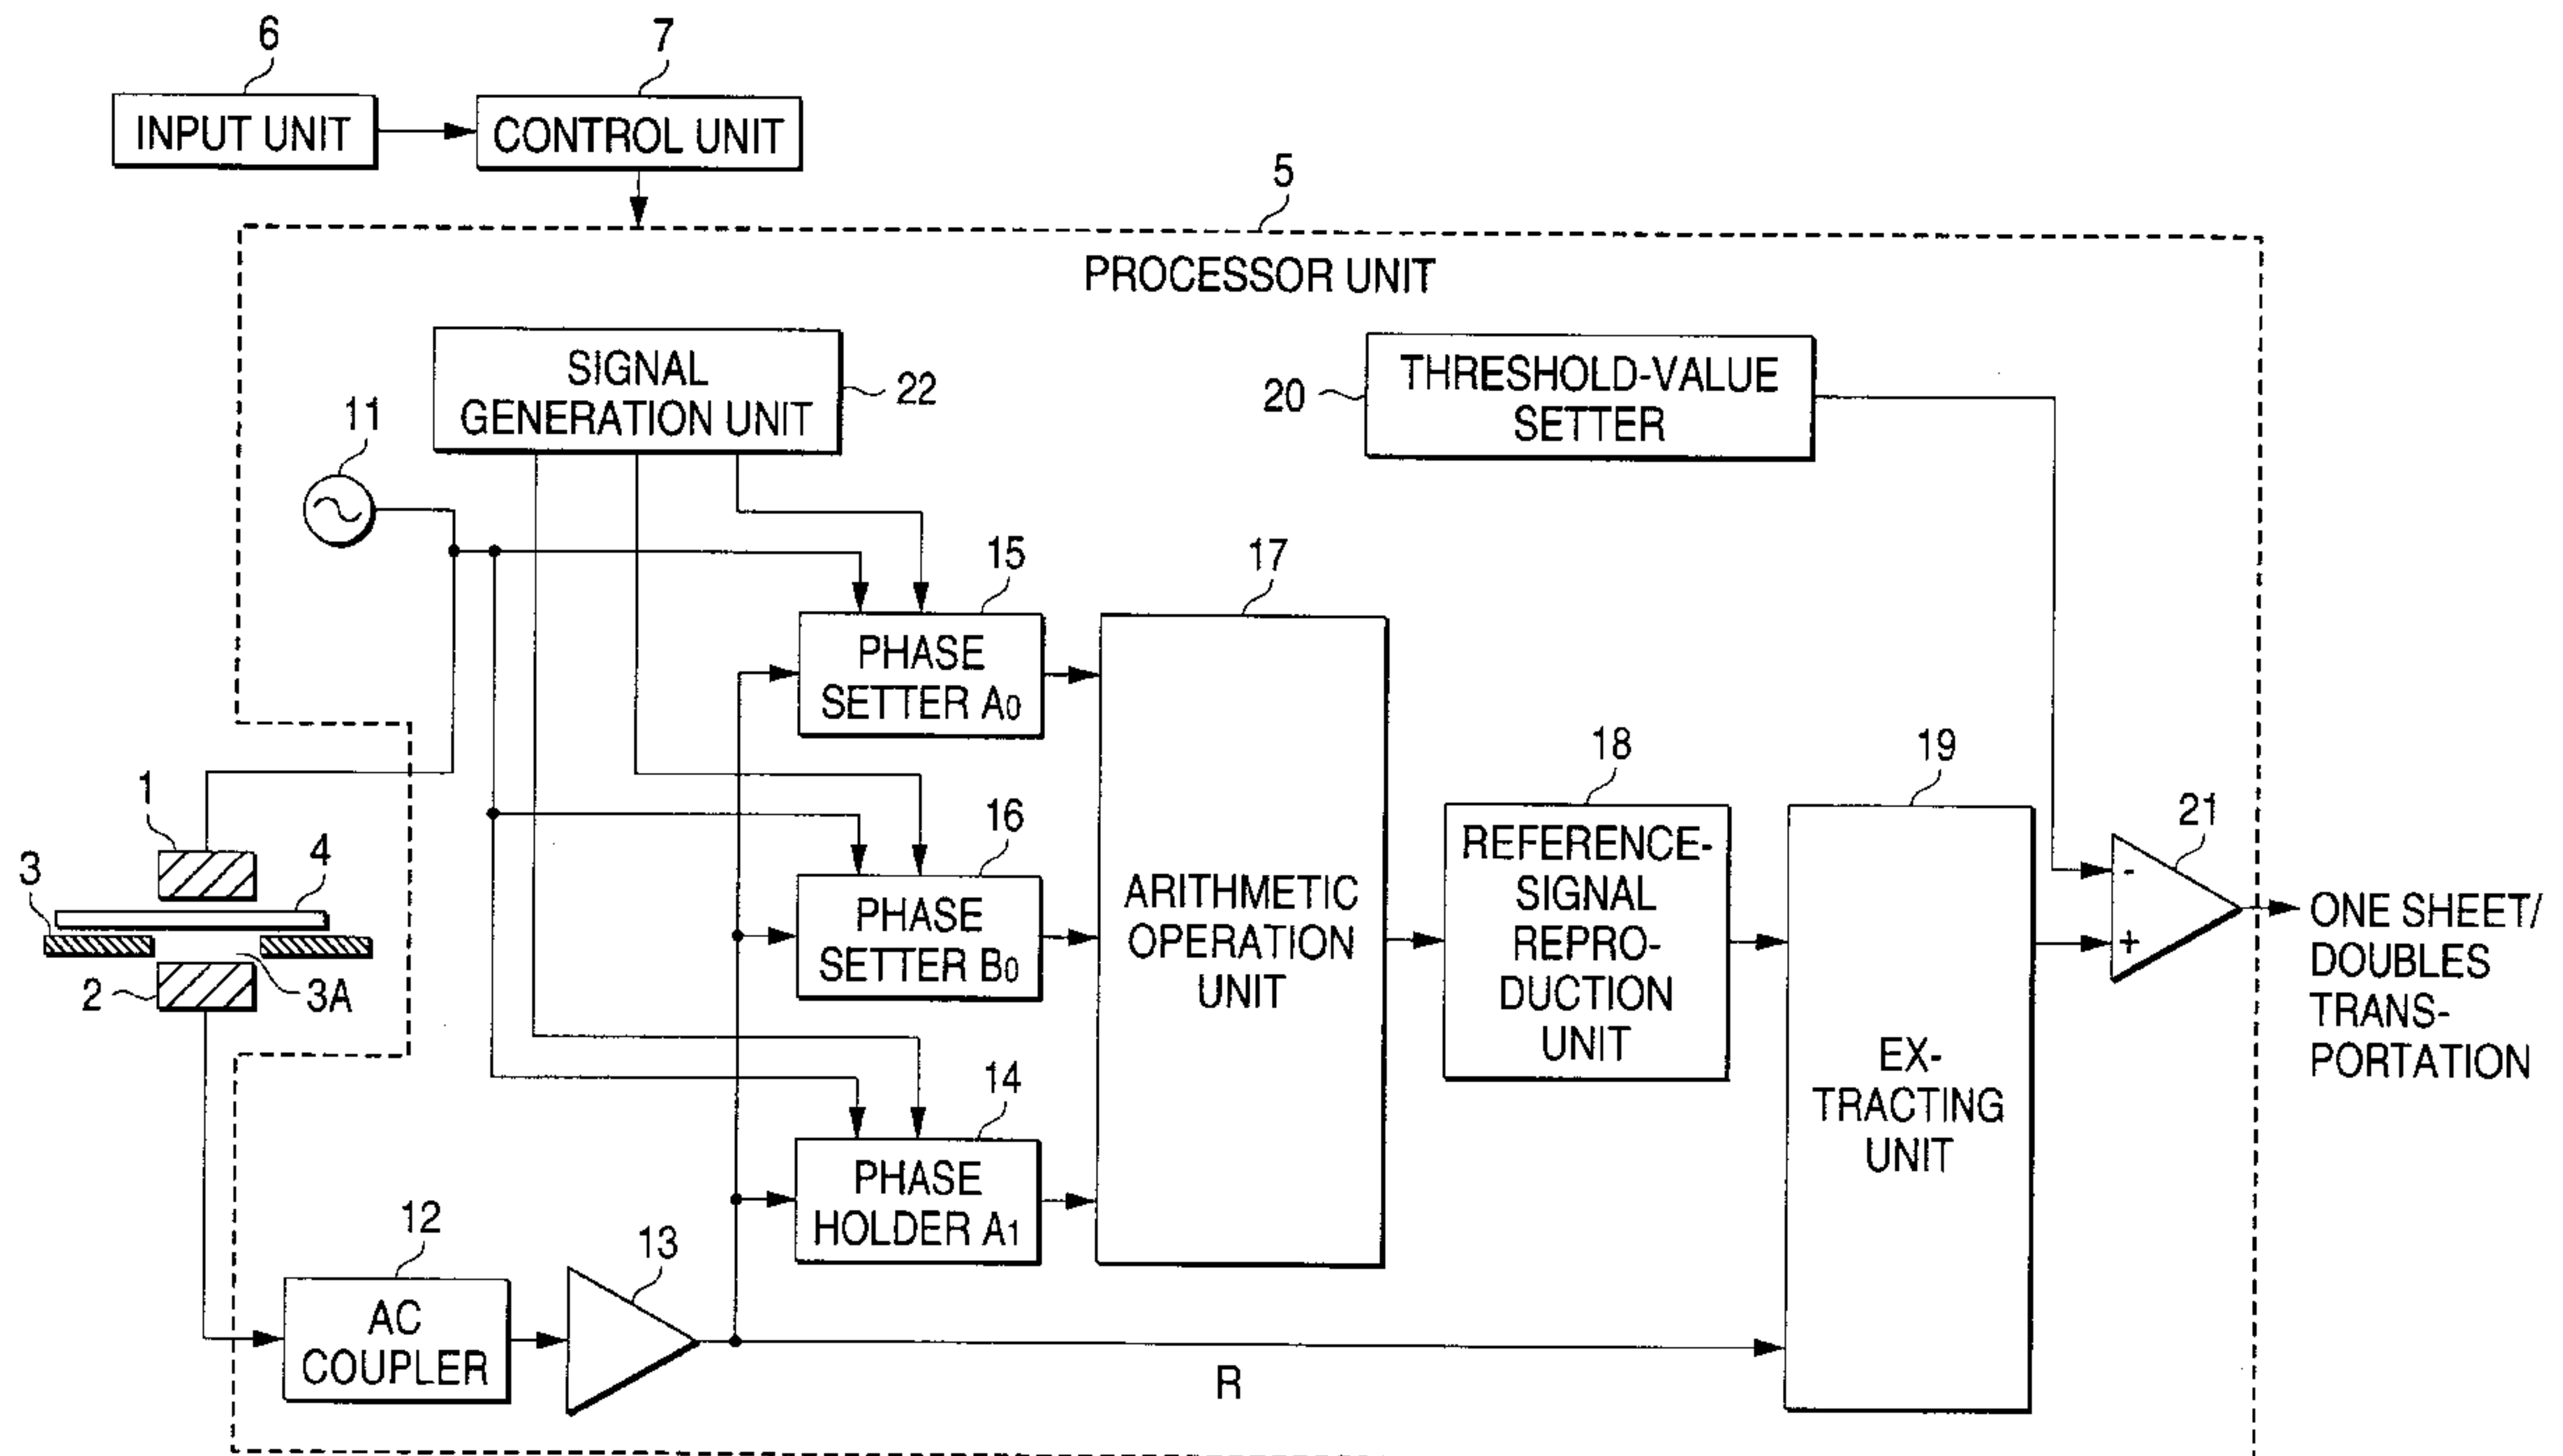 6
7
INPUT UNIT
CONTROL UNIT
5
PROCESSOR UNIT
SIGNAL
GENERATION UNIT
22
THRESHOLD-VALUE
SETTER
20
11
15
17
PHASE
SETTER A0
18
19
1
21
16
4
3
REFERENCE-
SIGNAL
REPRO-
DUCTION
UNIT
-
+
ARITHMETIC
OPERATION
UNIT
PHASE
SETTER B0
ONE SHEET/
DOUBLES
TRANS-
PORTATION
2
3A
14
EX-
TRACTING
UNIT
PHASE
HOLDER A1
12
13
AC
COUPLER
R